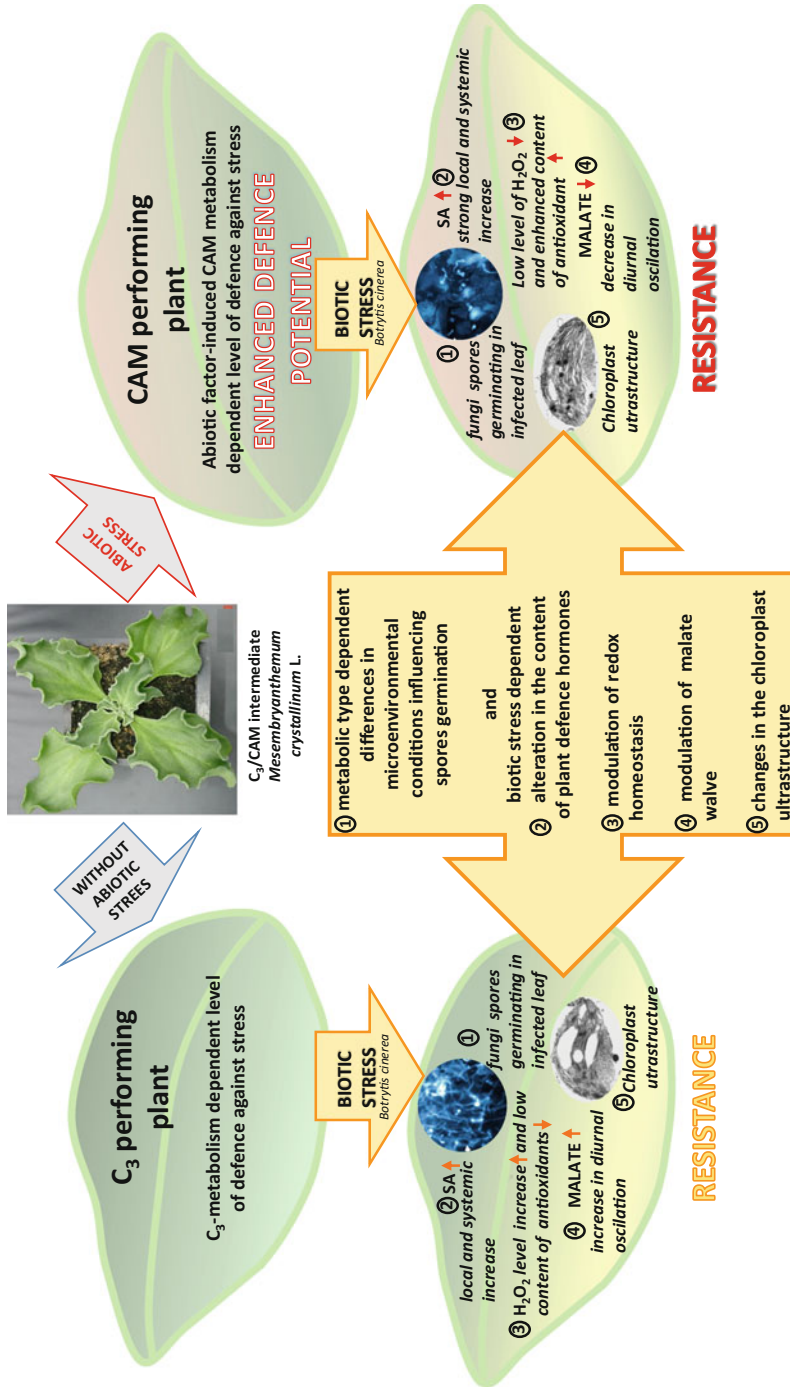 C₃ performing
plant
C₃-metabolism dependent level
of defence against stress
WITHOUT
ABIOTIC
STREES
C₃/CAM intermediate
Mesembryanthemum
crystallinum L.
ABIOTIC
STRESS
CAM performing
plant
Abiotic factor-induced CAM metabolism
dependent level of defence against stress
ENHANCED DEFENCE
POTENTIAL
BIOTIC
STRESS
Botrytis cinerea
② SA
local and systemic
increase
①
fungi spores
germinating in
infected leaf
③ H₂O₂ level increase and low
content of antioxidants
④ MALATE
increase in diurnal
oscilation
⑤ Chloroplast
utrastructure
RESISTANCE
① metabolic type dependent
differences in
microenvironmental
conditions influencing
spores germination
and
biotic stress dependent
② alteration in the content
of plant defence hormones
③ modulation of redox
homeostasis
④ modulation of malate
walve
⑤ changes in the chloroplast
ultrastructure
BIOTIC
STRESS
Botrytis cinerea
①
fungi spores
germinating in
infected leaf
SA ②
strong local and systemic
increase
Low level of H₂O₂ ③
and enhanced content
of antioxidant
MALATE ④
decrease in
diurnal
oscilation
⑤
Chloroplast
utrastructure
RESISTANCE